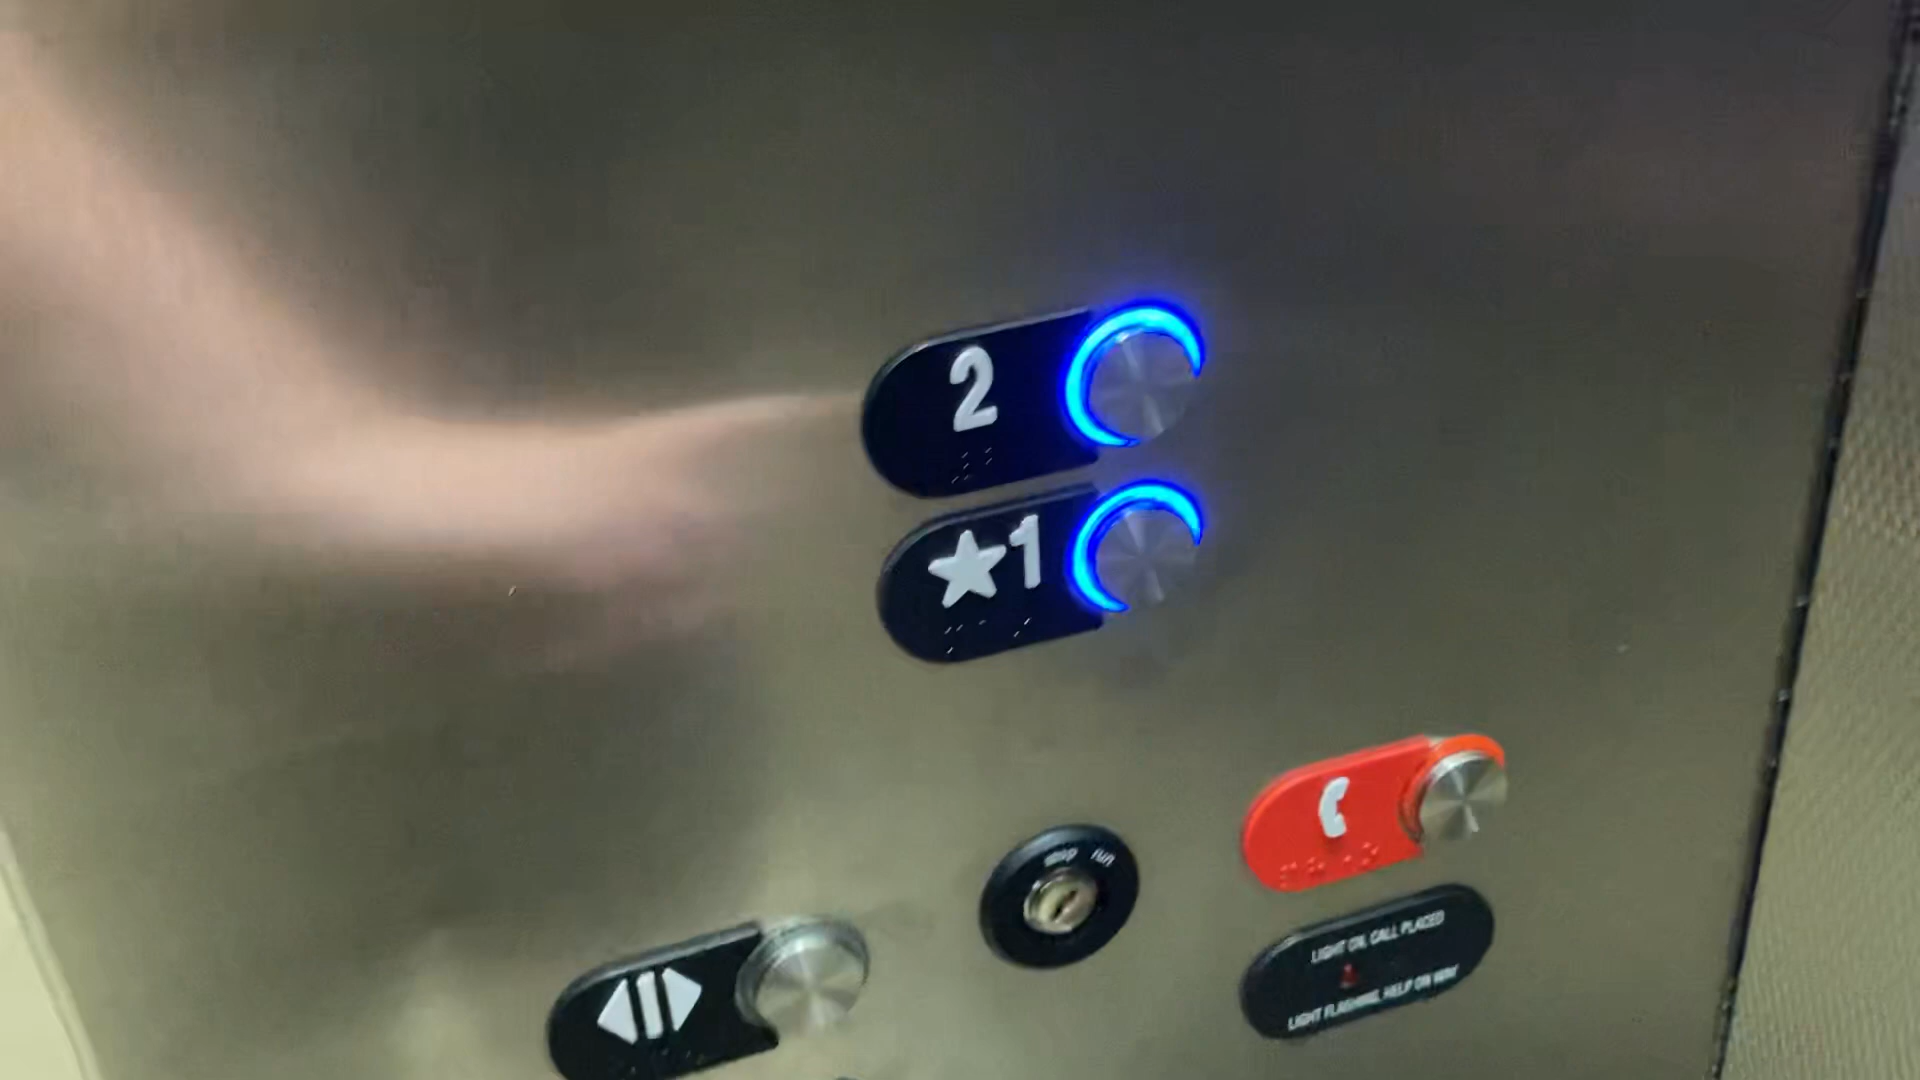 2
★1
stop run
LIGHT ON, CALL PLACED
LIGHT FLASHING, HELP ON WAY